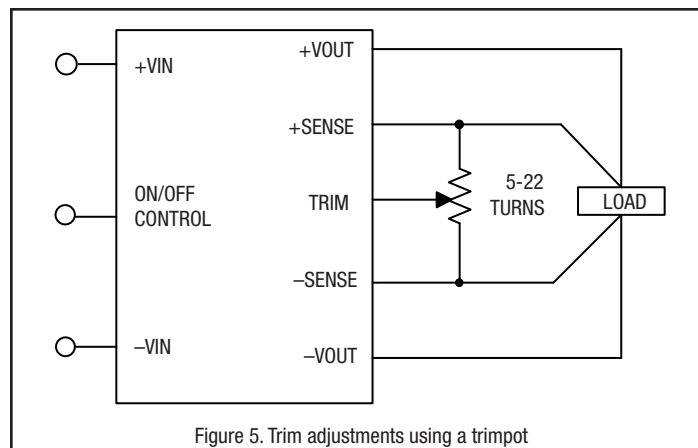 +VIN
ON/OFF
CONTROL
–VIN
+VOUT
+SENSE
TRIM
–SENSE
–VOUT
5-22
TURNS
LOAD
Figure 5. Trim adjustments using a trimpot